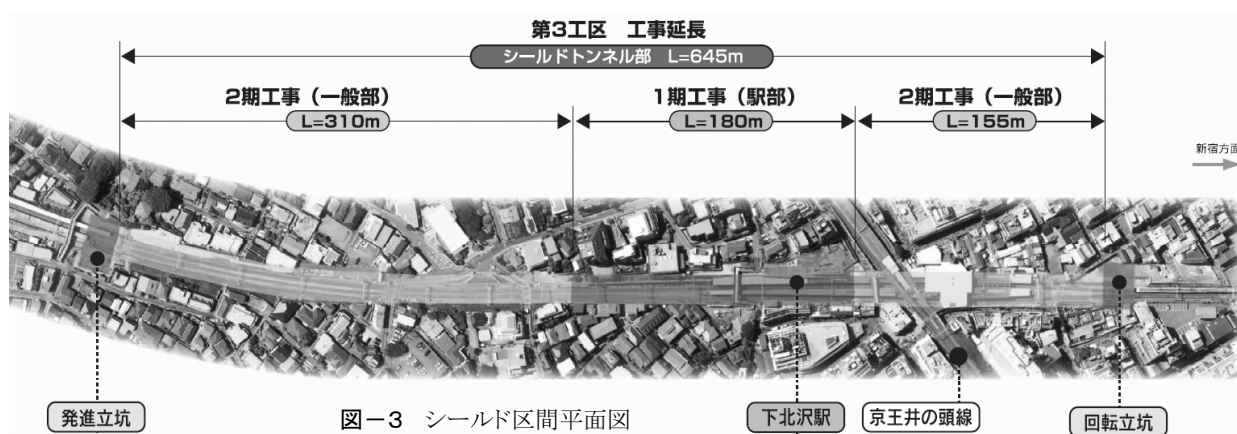 第3工区 工事延長
シールドトンネル部 L=645m
2期工事（一般部）
L=310m
1期工事（駅部）
L=180m
2期工事（一般部）
L=155m
新宿方面
発進立坑
図－3 シールド区間平面図
下北沢駅
京王井の頭線
回転立坑